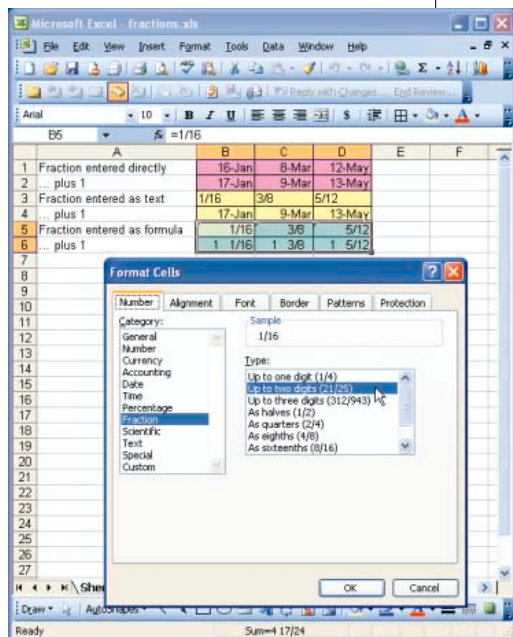 Microsoft Excel - fractions.xls
File Edit View Insert Format Tools Data Window Help
Reply with Changes... End Review...
Arial 10 B I U $
B5 fx =1/16
A B C D E F
1 Fraction entered directly 16-Jan 8-Mar 12-May
2 ... plus 1 17-Jan 9-Mar 13-May
3 Fraction entered as text 1/16 3/8 5/12
4 ... plus 1 17-Jan 9-Mar 13-May
5 Fraction entered as formula 1/16 3/8 5/12
6 ... plus 1 1 1/16 1 3/8 1 5/12
7
8
9
10
11
12
13
14
15
16
17
18
19
20
21
22
23
24
25
26
27
Format Cells
Number Alignment Font Border Patterns Protection
Category:
General
Number
Currency
Accounting
Date
Time
Percentage
Fraction
Scientific
Text
Special
Custom
Sample
1/16
Type:
Up to one digit (1/4)
Up to two digits (21/25)
Up to three digits (312/943)
As halves (1/2)
As quarters (2/4)
As eighths (4/8)
As sixteenths (8/16)
OK Cancel
Draw AutoShapes
Ready Sum=4 17/24